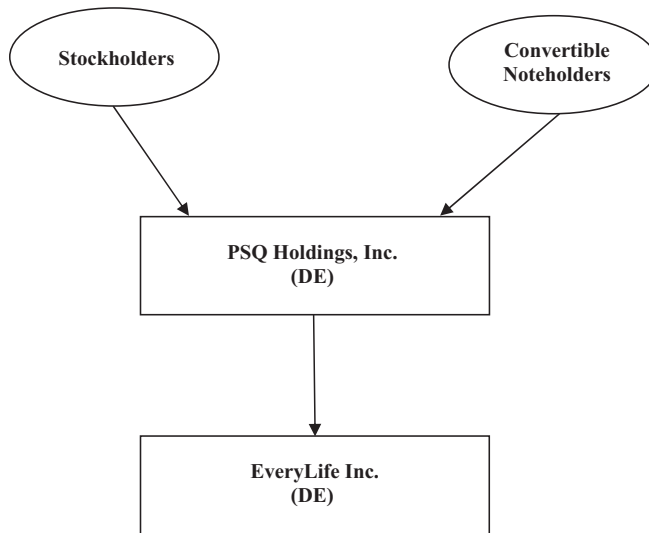 Stockholders
Convertible
Noteholders
PSQ Holdings, Inc.
(DE)
EveryLife Inc.
(DE)